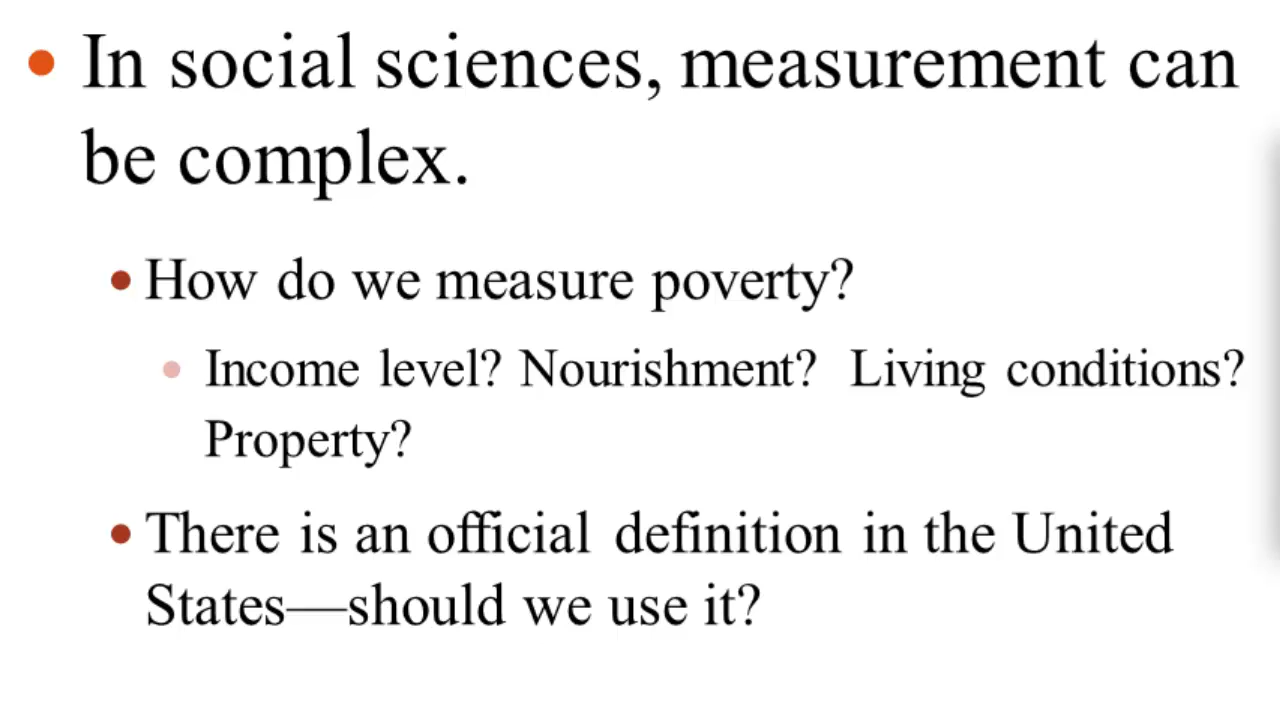 • In social sciences, measurement can
be complex.
• How do we measure poverty?
• Income level? Nourishment? Living conditions?
Property?
• There is an official definition in the United
States—should we use it?